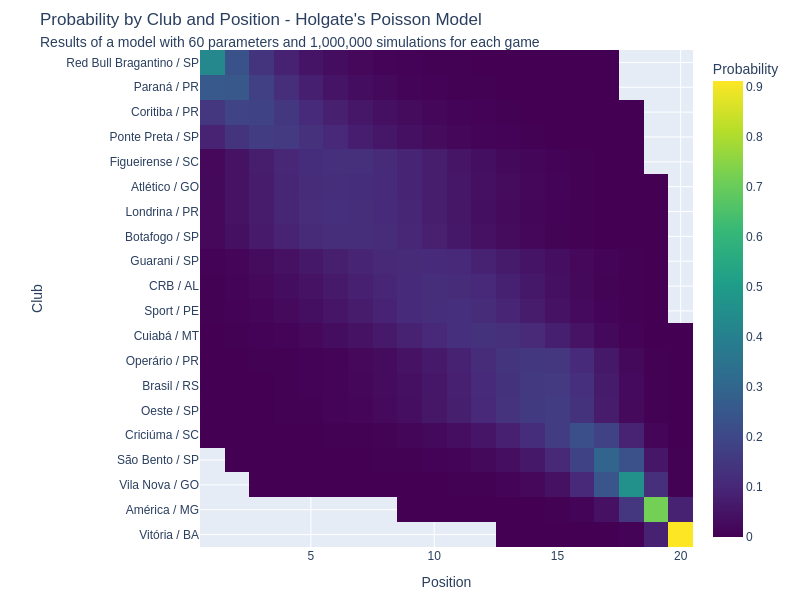 Probability by Club and Position - Holgate's Poisson Model
Results of a model with 60 parameters and 1,000,000 simulations for each game
Probability
Red Bull Bragantino / SP
Paraná / PR
Coritiba / PR
Ponte Preta / SP
Figueirense / SC
Atlético / GO
Londrina / PR
Botafogo / SP
Guarani / SP
CRB / AL
Sport / PE
Cuiabá / MT
Operário / PR
Brasil / RS
Oeste / SP
Criciúma / SC
São Bento / SP
Vila Nova / GO
América / MG
Vitória / BA
Club
5
10
15
20
Position
0.9
0.8
0.7
0.6
0.5
0.4
0.3
0.2
0.1
0